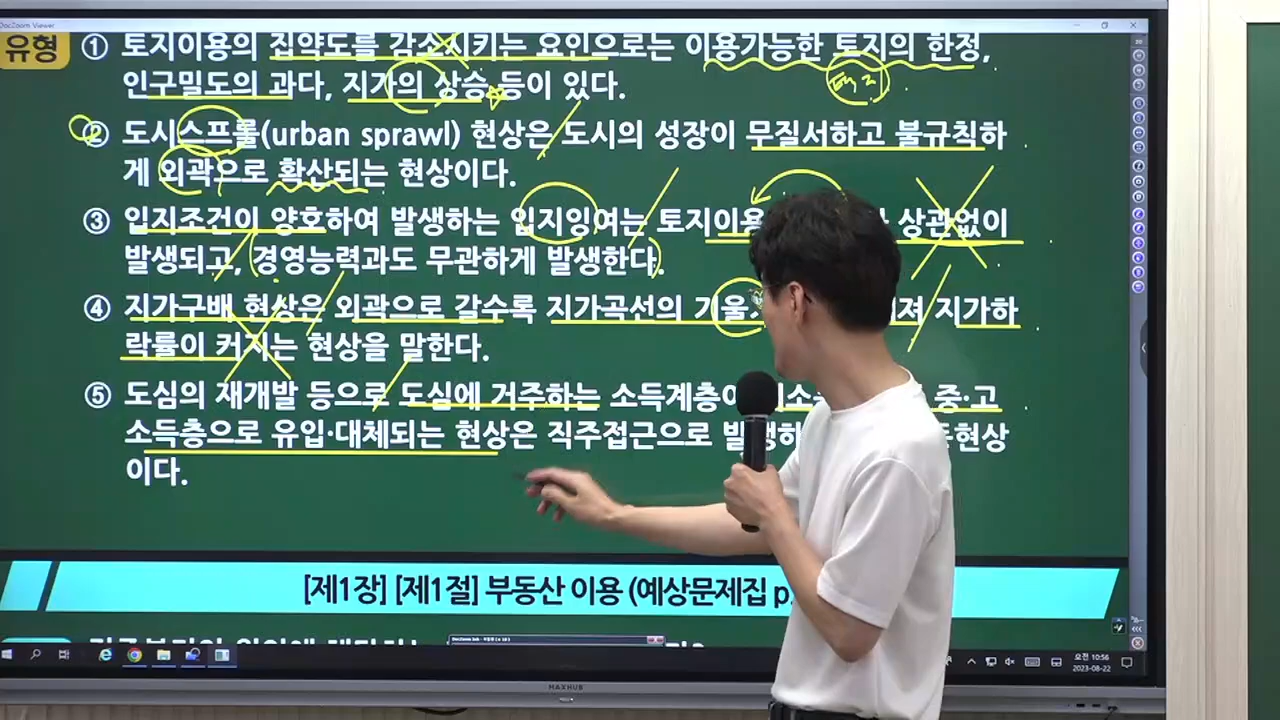 DocZoom Viewer
유형 ① 토지이용의 집약도를 감소시키는 요인으로는 이용가능한 토지의 한정,
인구밀도의 과다, 지가의 상승 등이 있다.
② 도시스프롤(urban sprawl) 현상은 도시의 성장이 무질서하고 불규칙하
게 외곽으로 확산되는 현상이다.
③ 입지조건이 양호하여 발생하는 입지잉여는 토지이용 상관없이
발생되고, 경영능력과도 무관하게 발생한다.
④ 지가구배 현상은 외곽으로 갈수록 지가곡선의 기울 져 지가하
락률이 커지는 현상을 말한다.
⑤ 도심의 재개발 등으로 도심에 거주하는 소득계층이 중·고
소득층으로 유입·대체되는 현상은 직주접근으로 현상
이다.
[제1장] [제1절] 부동산 이용 (예상문제집 p.
오전 10:56
2023-08-22
MAXHUB